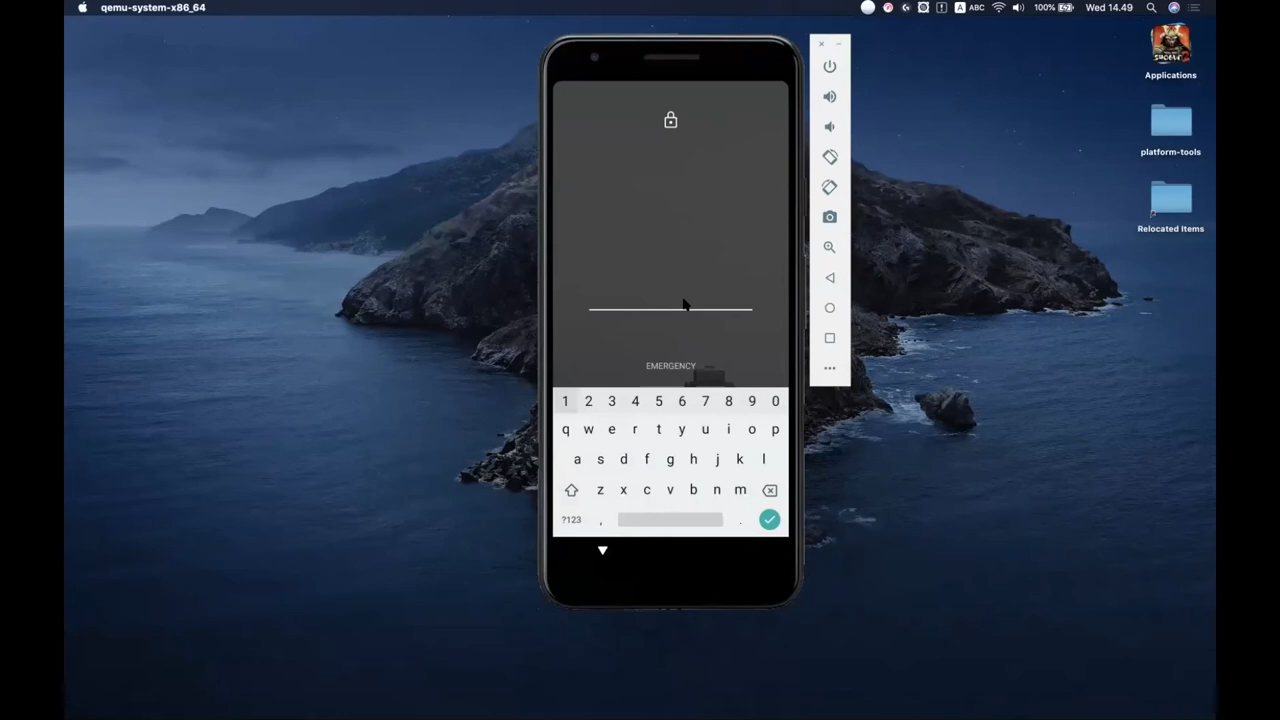 qemu-system-x86_64
A ABC 100% Wed 14.49
Applications
platform-tools
Relocated Items
EMERGENCY
1 2 3 4 5 6 7 8 9 0
q w e r t y u i o p
a s d f g h j k l
z x c v b n m
?123 , .